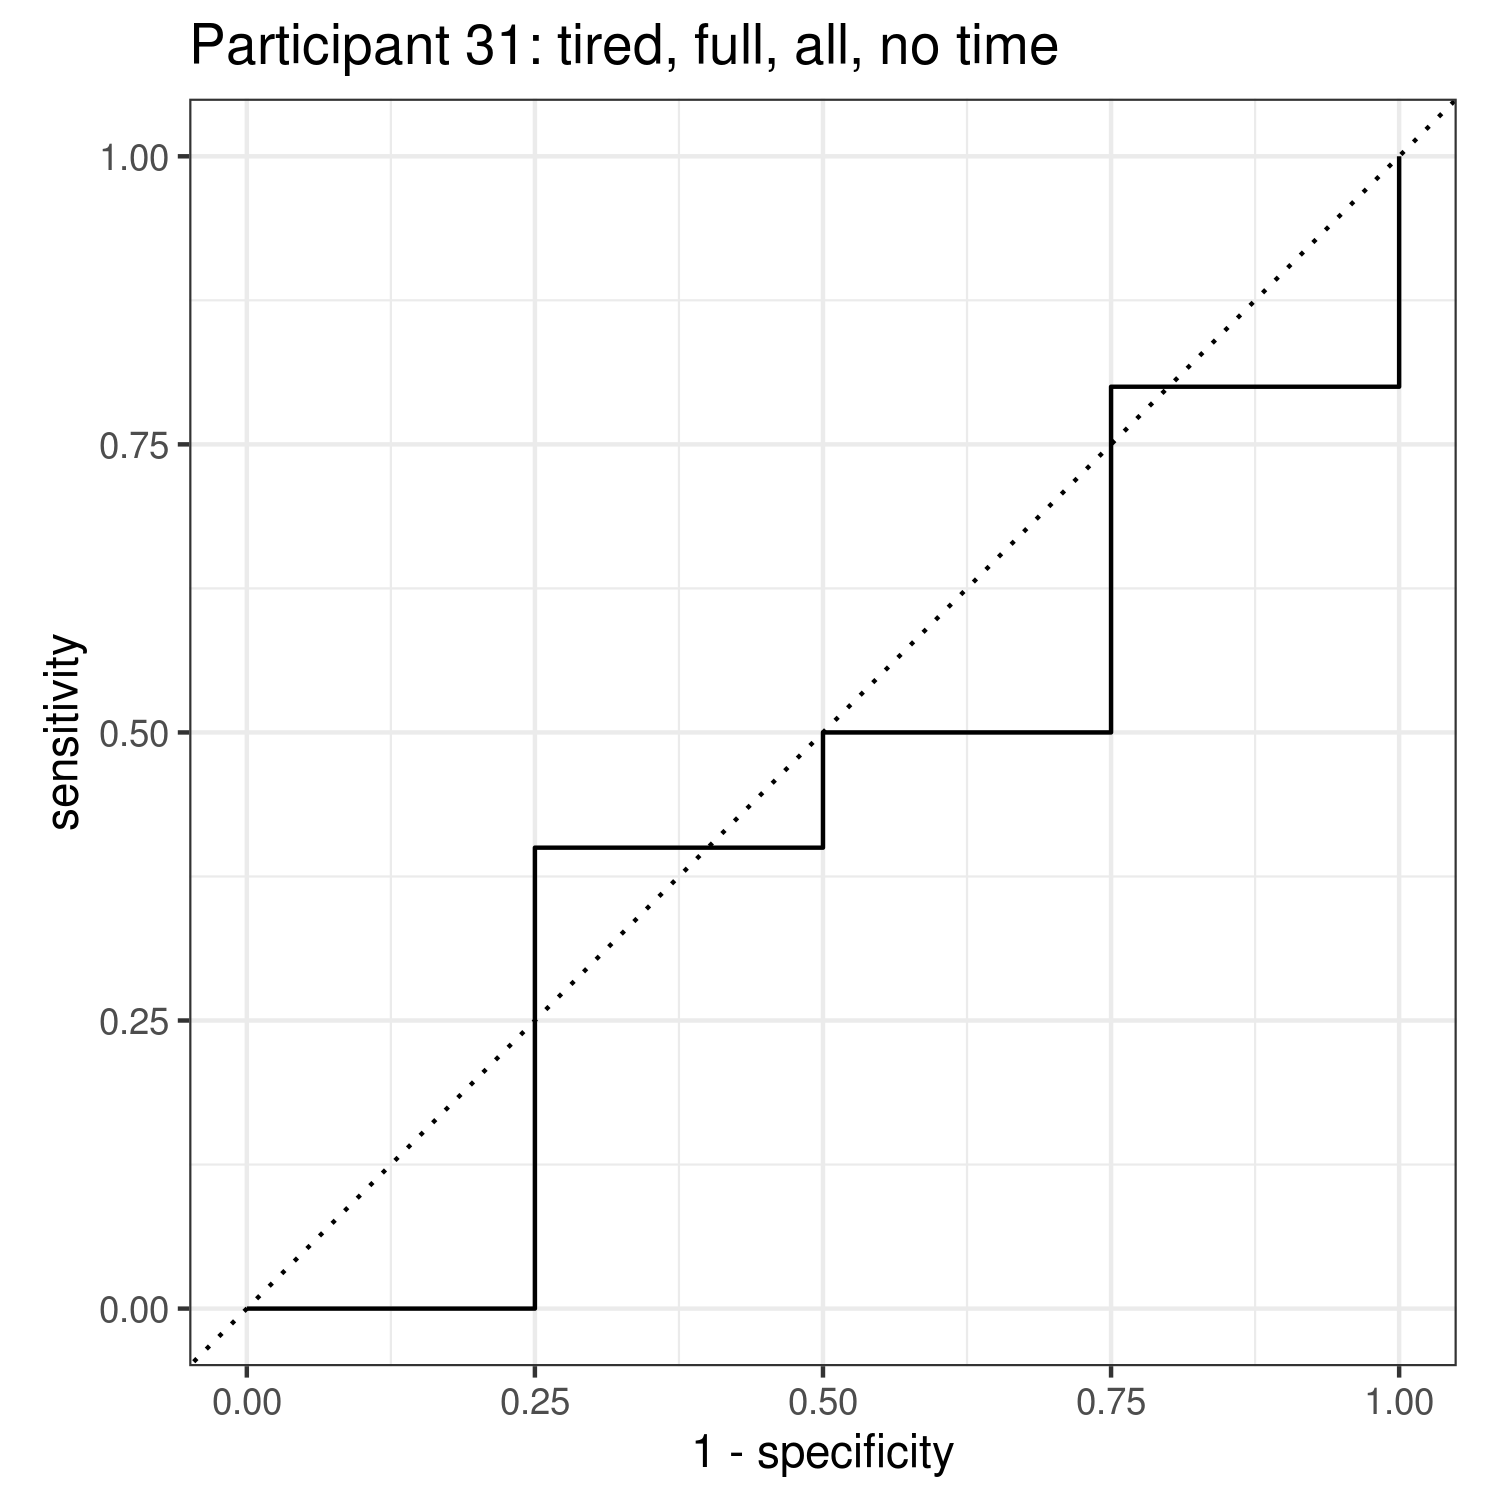 Participant 31: tired, full, all, no time
1.00
0.75
0.50
0.25
0.00
sensitivity
0.00 0.25 0.50 0.75 1.00
1 - specificity